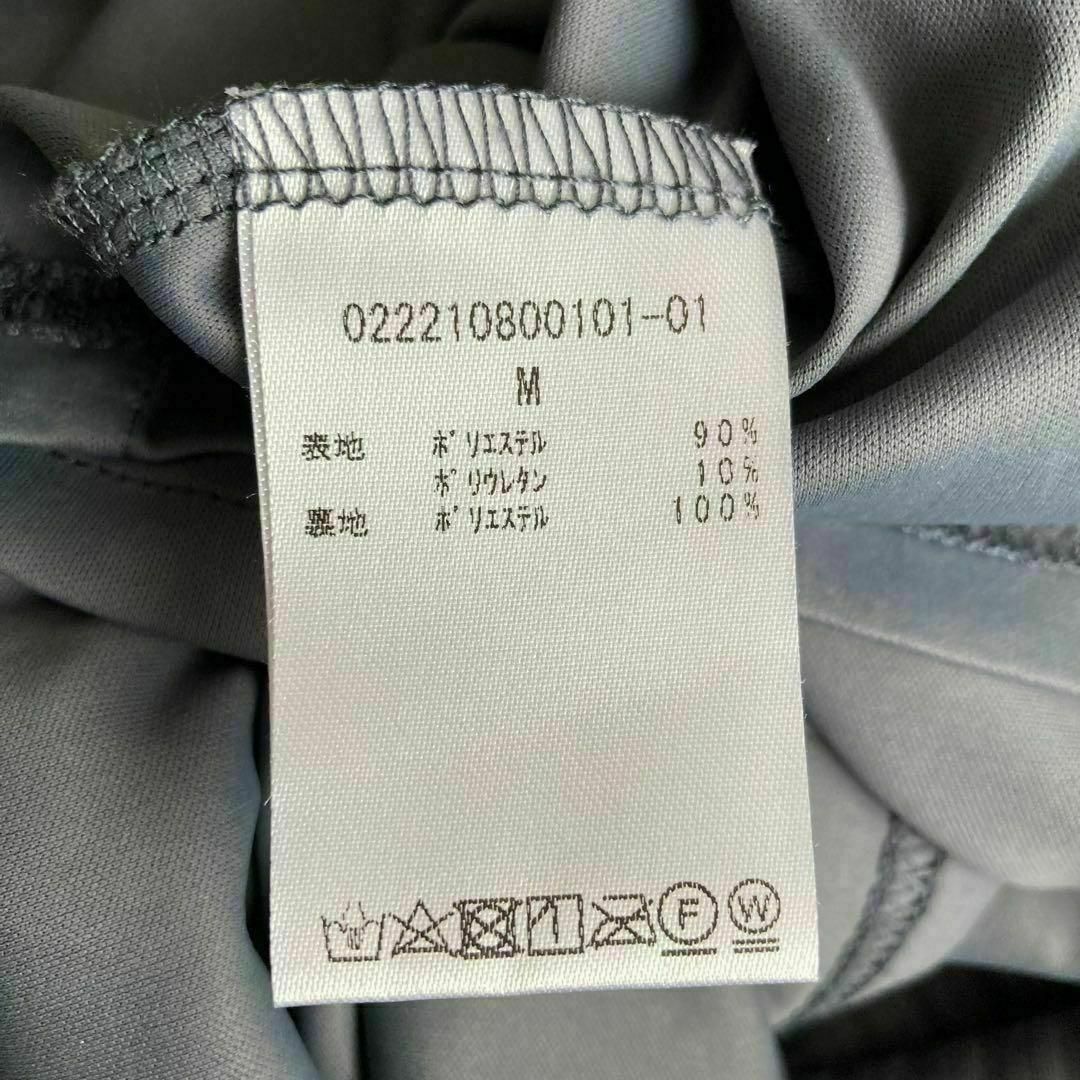 022210800101-01
M
表地 ポリエステル 90%
ポリウレタン 10%
裏地 ポリエステル 100%
F W